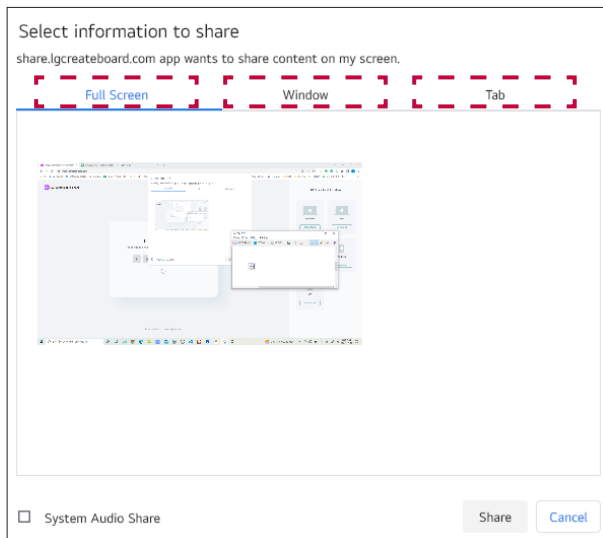 Select information to share
share.lgcreateboard.com app wants to share content on my screen.
Full Screen
Window
Tab
System Audio Share
Share
Cancel